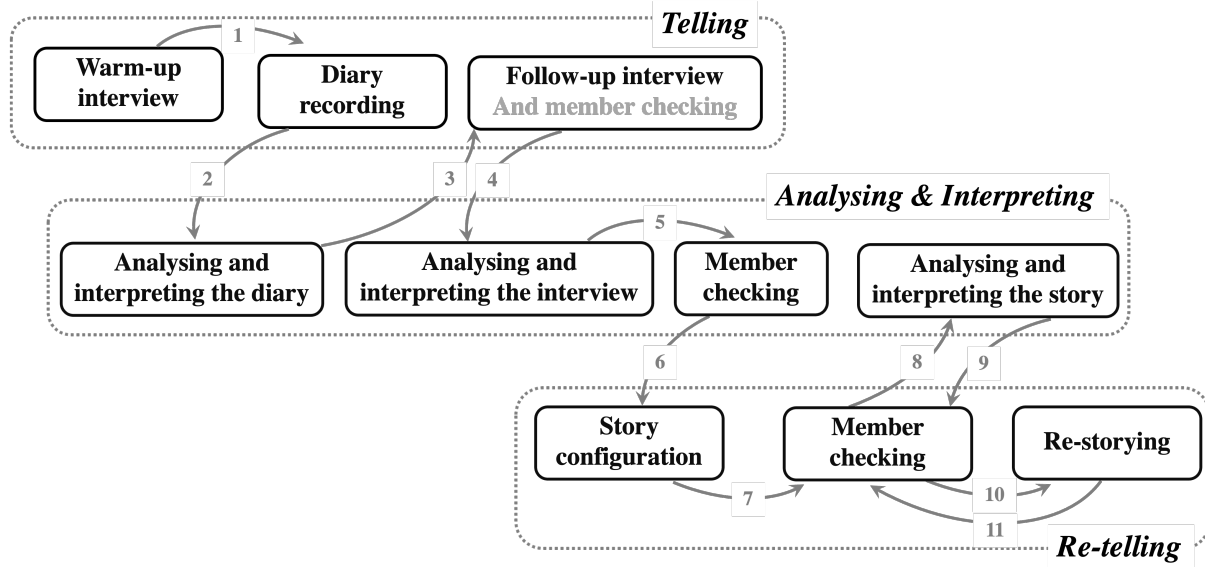 Telling
1
Warm-up
interview
Diary
recording
Follow-up interview
And member checking
2
3
4
Analysing & Interpreting
5
Analysing and
interpreting the diary
Analysing and
interpreting the interview
Member
checking
Analysing and
interpreting the story
6
8
9
Story
configuration
Member
checking
Re-storying
7
10
11
Re-telling